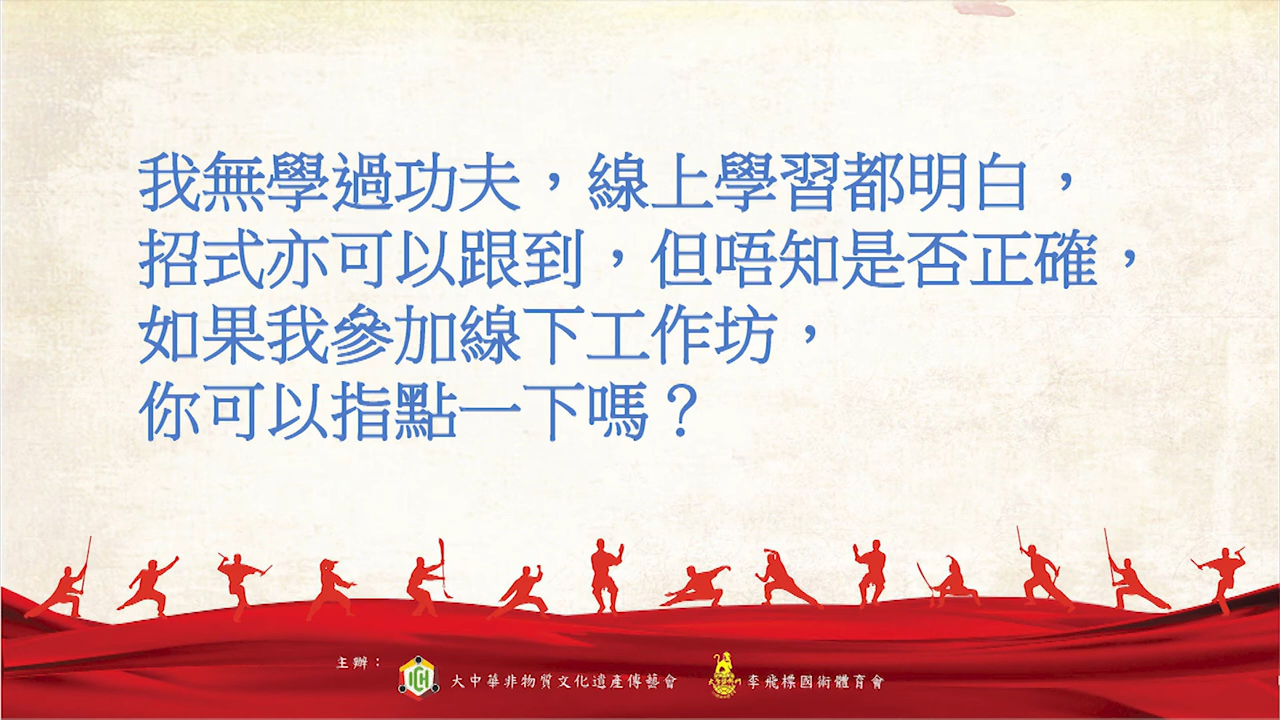 我無學過功夫，線上學習都明白，
招式亦可以跟到，但唔知是否正確，
如果我參加線下工作坊，
你可以指點一下嗎？
主辦：
ICH
大中華非物質文化遺產傳藝會
李飛標國術體育會